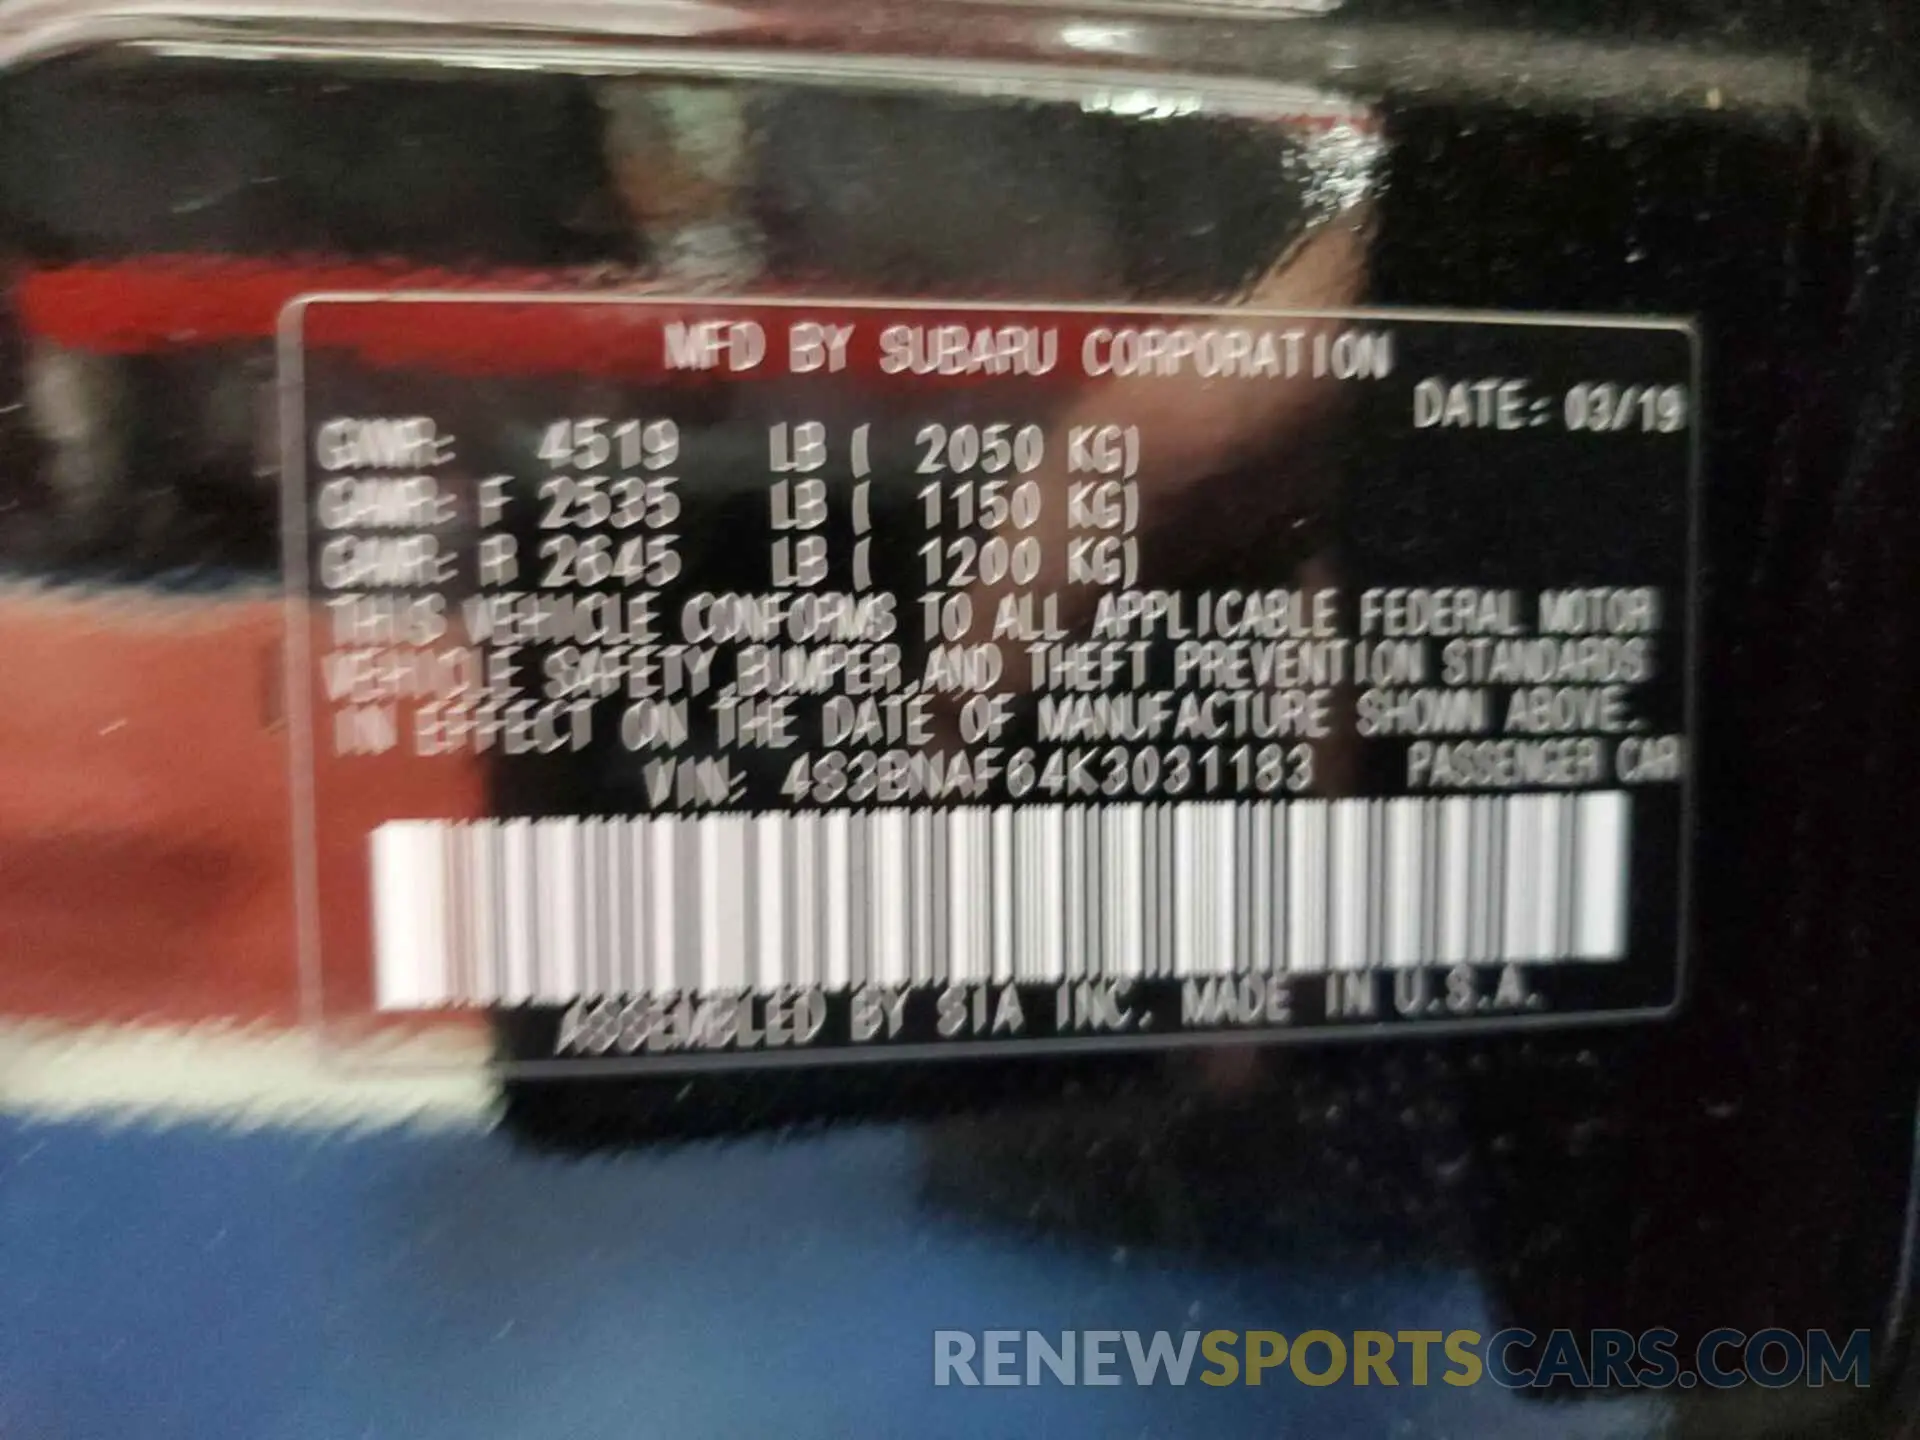 MFD BY SUBARU CORPORATION
DATE: 03/19
GVWR: 4519 LB ( 2050 KG)
GAWR: F 2535 LB ( 1150 KG)
GAWR: R 2645 LB ( 1200 KG)
THIS VEHICLE CONFORMS TO ALL APPLICABLE FEDERAL MOTOR
VEHICLE SAFETY,BUMPER,AND THEFT PREVENTION STANDARDS
IN EFFECT ON THE DATE OF MANUFACTURE SHOWN ABOVE.
VIN: 4S3BNAF64K3031183 PASSENGER CAR
ASSEMBLED BY SIA INC. MADE IN U.S.A.
RENEWSPORTSCARS.COM